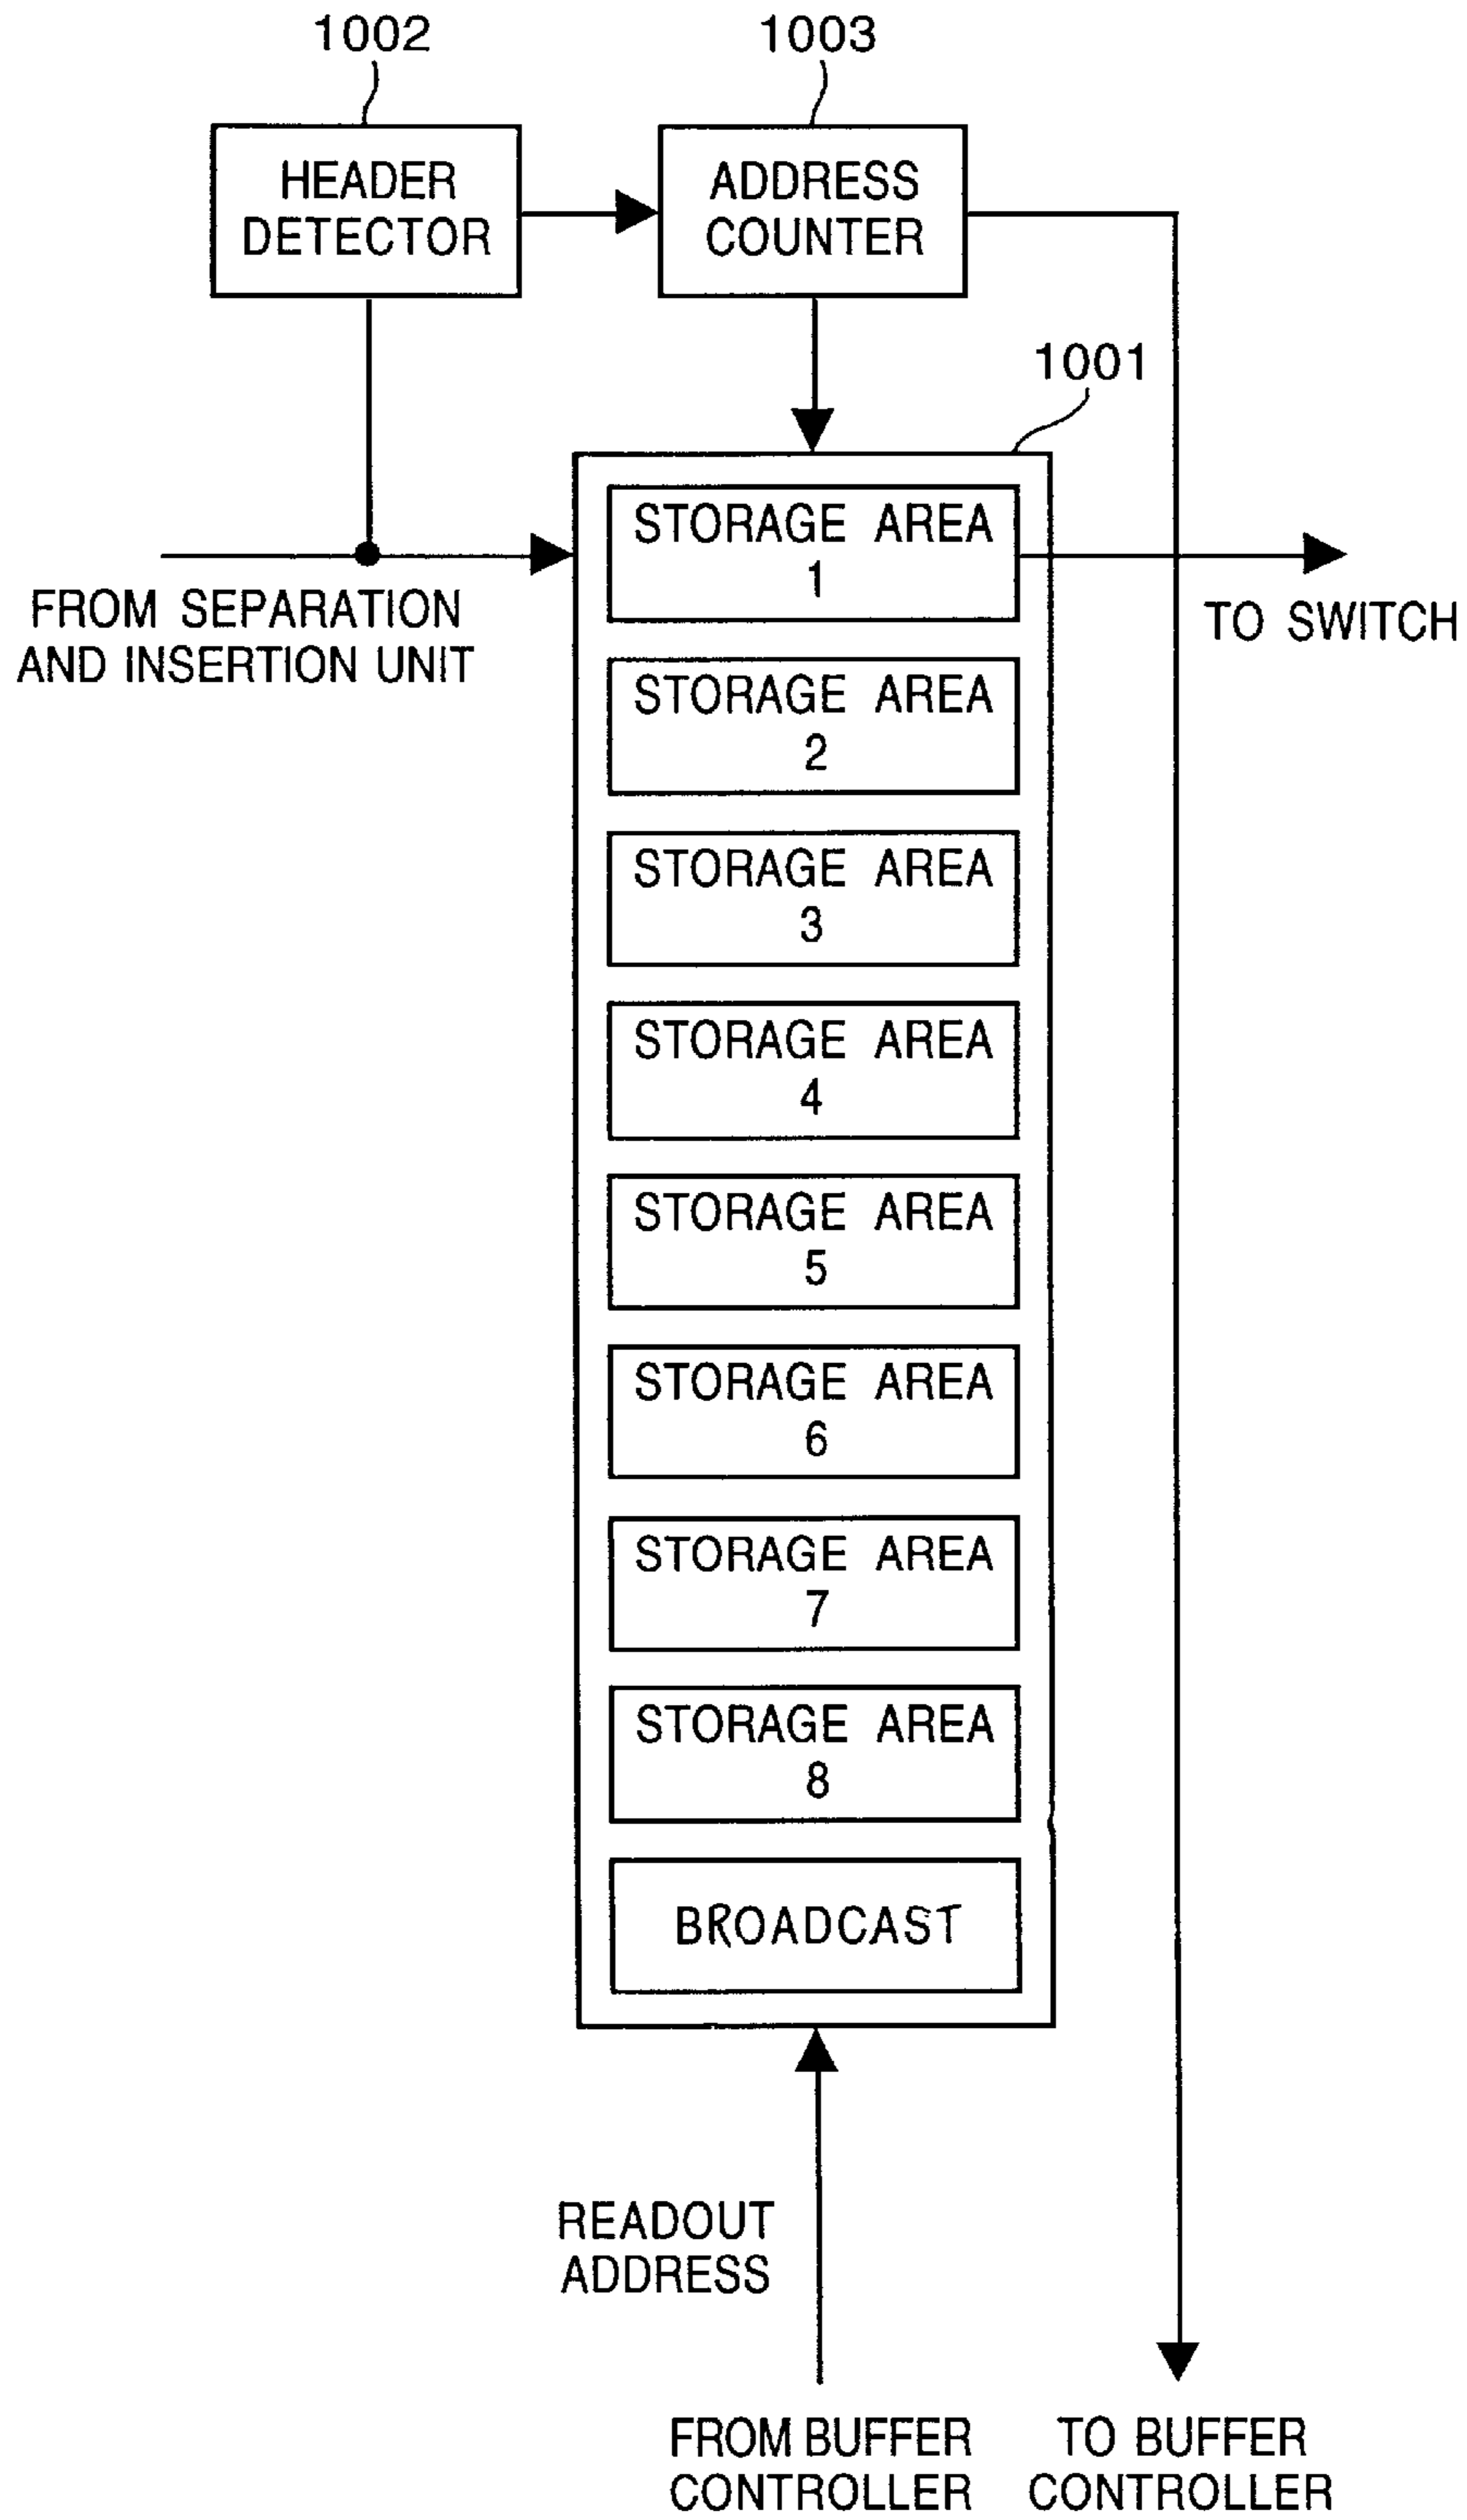 1002
1003
HEADER
DETECTOR
ADDRESS
COUNTER
1001
STORAGE AREA
1
FROM SEPARATION
AND INSERTION UNIT
TO SWITCH
STORAGE AREA
2
STORAGE AREA
3
STORAGE AREA
4
STORAGE AREA
5
STORAGE AREA
6
STORAGE AREA
7
STORAGE AREA
8
BROADCAST
READOUT
ADDRESS
FROM BUFFER
CONTROLLER
TO BUFFER
CONTROLLER